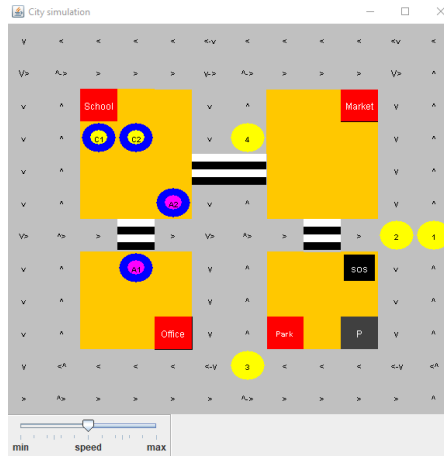 City simulation
v < < < < <-v < < < <v <
V> ^-> > > > v-> ^-> > > > V> ^
v ^ School v ^ Market v ^
v ^ C1 C2 v 4 v ^
v ^ v ^
v ^ A2 v ^ v ^
V> ^> > > V> ^> > > 2 1
v ^ A1 v ^ sos v ^
v ^ v ^ v ^
v ^ Office v ^ Park P v ^
v <^ < < < <-v 3 < < < <-v <^
> ^> > > > > ^-> > > > > ^
min speed max